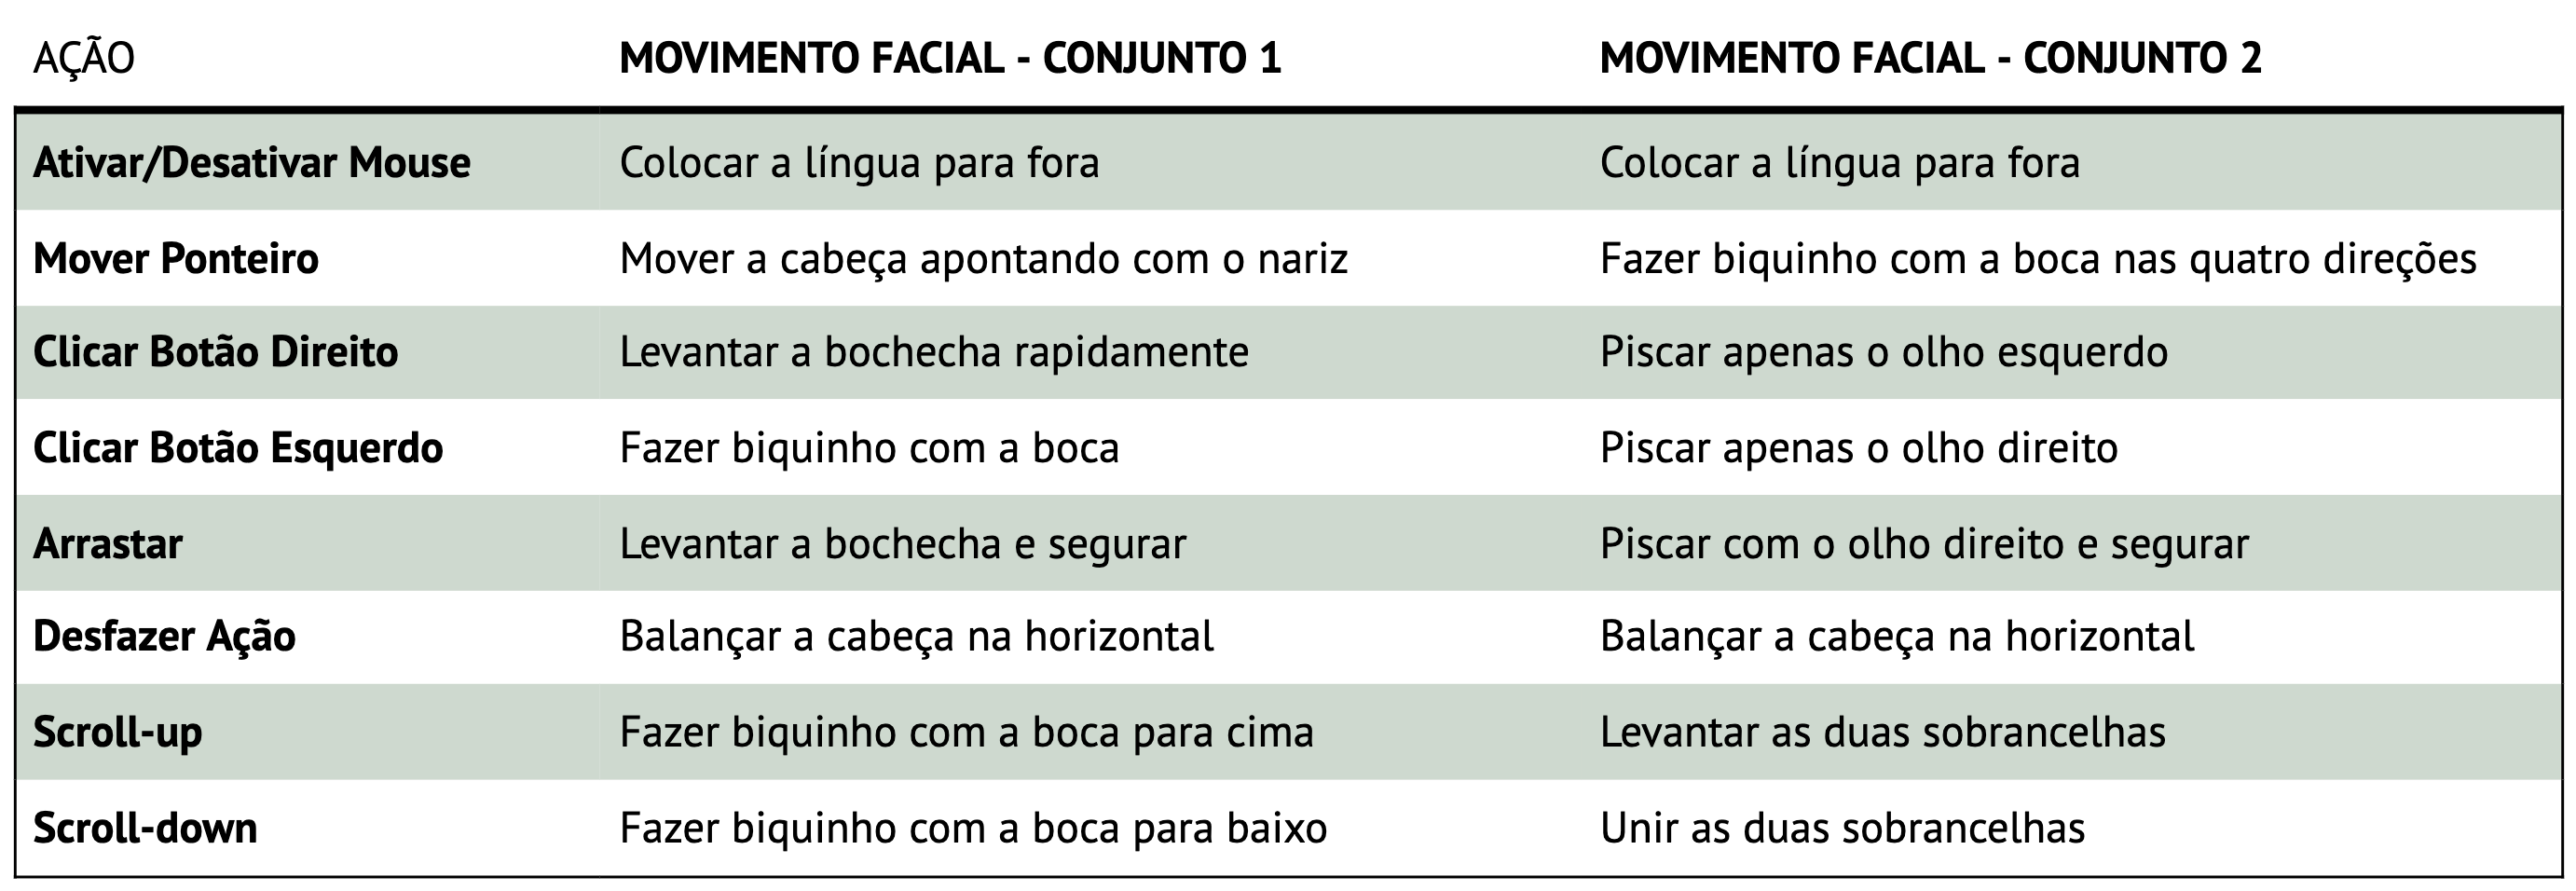 AÇÃO MOVIMENTO FACIAL - CONJUNTO 1 MOVIMENTO FACIAL - CONJUNTO 2
Ativar/Desativar Mouse Colocar a língua para fora Colocar a língua para fora
Mover Ponteiro Mover a cabeça apontando com o nariz Fazer biquinho com a boca nas quatro direções
Clicar Botão Direito Levantar a bochecha rapidamente Piscar apenas o olho esquerdo
Clicar Botão Esquerdo Fazer biquinho com a boca Piscar apenas o olho direito
Arrastar Levantar a bochecha e segurar Piscar com o olho direito e segurar
Desfazer Ação Balançar a cabeça na horizontal Balançar a cabeça na horizontal
Scroll-up Fazer biquinho com a boca para cima Levantar as duas sobrancelhas
Scroll-down Fazer biquinho com a boca para baixo Unir as duas sobrancelhas